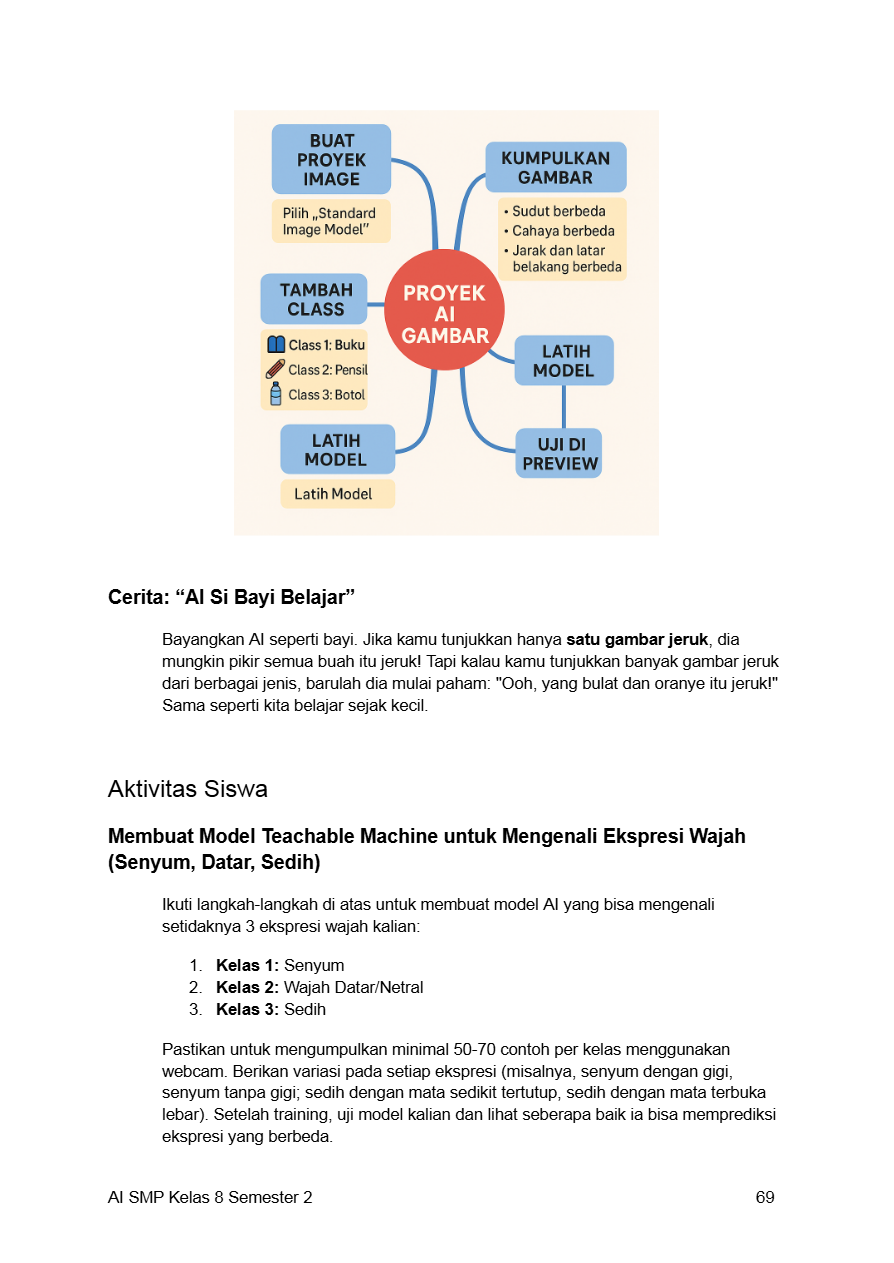 BUAT
PROYEK
IMAGE
Pilih „Standard
Image Model”
KUMPULKAN
GAMBAR
• Sudut berbeda
• Cahaya berbeda
• Jarak dan latar
belakang berbeda
TAMBAH
CLASS
Class 1: Buku
Class 2: Pensil
Class 3: Botol
PROYEK
AI
GAMBAR
LATIH
MODEL
LATIH
MODEL
Latih Model
UJI DI
PREVIEW
Cerita: “AI Si Bayi Belajar”
Bayangkan AI seperti bayi. Jika kamu tunjukkan hanya satu gambar jeruk, dia
mungkin pikir semua buah itu jeruk! Tapi kalau kamu tunjukkan banyak gambar jeruk
dari berbagai jenis, barulah dia mulai paham: "Ooh, yang bulat dan oranye itu jeruk!"
Sama seperti kita belajar sejak kecil.
Aktivitas Siswa
Membuat Model Teachable Machine untuk Mengenali Ekspresi Wajah
(Senyum, Datar, Sedih)
Ikuti langkah-langkah di atas untuk membuat model AI yang bisa mengenali
setidaknya 3 ekspresi wajah kalian:
1. Kelas 1: Senyum
2. Kelas 2: Wajah Datar/Netral
3. Kelas 3: Sedih
Pastikan untuk mengumpulkan minimal 50-70 contoh per kelas menggunakan
webcam. Berikan variasi pada setiap ekspresi (misalnya, senyum dengan gigi,
senyum tanpa gigi; sedih dengan mata sedikit tertutup, sedih dengan mata terbuka
lebar). Setelah training, uji model kalian dan lihat seberapa baik ia bisa memprediksi
ekspresi yang berbeda.
AI SMP Kelas 8 Semester 2 69